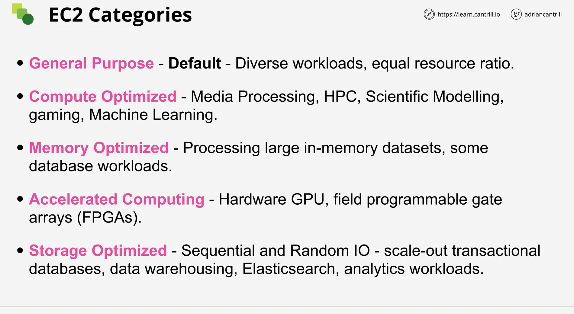 EC2 Categories
https://learn.cantrill.io
adriancantrill
• General Purpose - Default - Diverse workloads, equal resource ratio.
• Compute Optimized - Media Processing, HPC, Scientific Modelling,
gaming, Machine Learning.
• Memory Optimized - Processing large in-memory datasets, some
database workloads.
• Accelerated Computing - Hardware GPU, field programmable gate
arrays (FPGAs).
• Storage Optimized - Sequential and Random IO - scale-out transactional
databases, data warehousing, Elasticsearch, analytics workloads.